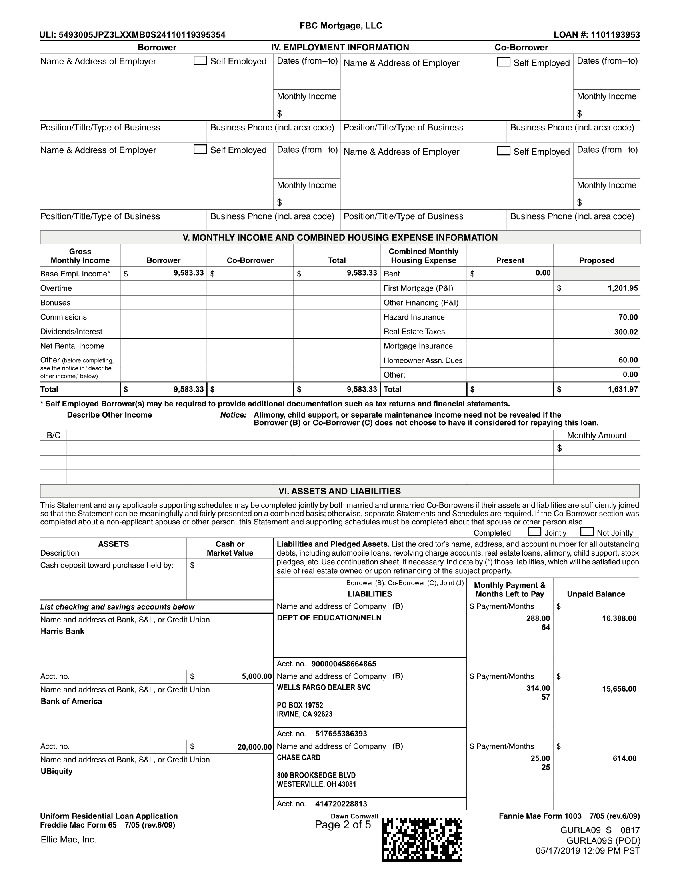 FBC Mortgage, LLC
ULI: 5493005JPZ3LXXMB0S24110119395354 LOAN #: 1101193953
Borrower IV. EMPLOYMENT INFORMATION Co-Borrower
Name & Address of Employer Self Employed Dates (from–to) Name & Address of Employer Self Employed Dates (from–to)
Monthly Income Monthly Income
$ $
Position/Title/Type of Business Business Phone (incl. area code) Position/Title/Type of Business Business Phone (incl. area code)
Name & Address of Employer Self Employed Dates (from–to) Name & Address of Employer Self Employed Dates (from–to)
Monthly Income Monthly Income
$ $
Position/Title/Type of Business Business Phone (incl. area code) Position/Title/Type of Business Business Phone (incl. area code)
V. MONTHLY INCOME AND COMBINED HOUSING EXPENSE INFORMATION
Gross Combined Monthly
Monthly Income Borrower Co-Borrower Total Housing Expense Present Proposed
Base Empl. Income* $ 9,583.33 $ $ 9,583.33 Rent $ 0.00
Overtime First Mortgage (P&I) $ 1,201.95
Bonuses Other Financing (P&I)
Commissions Hazard Insurance 70.00
Dividends/Interest Real Estate Taxes 300.02
Net Rental Income Mortgage Insurance
Other (before completing, Homeowner Assn. Dues 60.00
see the notice in "describe
other income," below) Other: 0.00
Total $ 9,583.33 $ $ 9,583.33 Total $ $ 1,631.97
* Self Employed Borrower(s) may be required to provide additional documentation such as tax returns and financial statements.
Describe Other Income Notice: Alimony, child support, or separate maintenance income need not be revealed if the
Borrower (B) or Co-Borrower (C) does not choose to have it considered for repaying this loan.
B/C Monthly Amount
$
VI. ASSETS AND LIABILITIES
This Statement and any applicable supporting schedules may be completed jointly by both married and unmarried Co-Borrowers if their assets and liabilities are sufficiently joined
so that the Statement can be meaningfully and fairly presented on a combined basis; otherwise, separate Statements and Schedules are required. If the Co-Borrower section was
completed about a non-applicant spouse or other person, this Statement and supporting schedules must be completed about that spouse or other person also.
Completed Jointly Not Jointly
ASSETS Cash or Liabilities and Pledged Assets. List the creditor's name, address, and account number for all outstanding
Description Market Value debts, including automobile loans, revolving charge accounts, real estate loans, alimony, child support, stock
Cash deposit toward purchase held by: $ pledges, etc. Use continuation sheet, if necessary. Indicate by (*) those liabilities, which will be satisfied upon
sale of real estate owned or upon refinancing of the subject property.
Borrower (B), Co-Borrower (C), Joint (J) Monthly Payment &
LIABILITIES Months Left to Pay Unpaid Balance
List checking and savings accounts below Name and address of Company (B) $ Payment/Months $
Name and address of Bank, S&L, or Credit Union DEPT OF EDUCATION/NELN 288.00 10,388.00
Harris Bank 64
Acct. no. 900000458664865
Acct. no. $ 5,000.00 Name and address of Company (B) $ Payment/Months $
Name and address of Bank, S&L, or Credit Union WELLS FARGO DEALER SVC 314.00 15,656.00
Bank of America 57
PO BOX 19752
IRVINE, CA 92623
Acct. no. 517655386393
Acct. no. $ 20,000.00 Name and address of Company (B) $ Payment/Months $
Name and address of Bank, S&L, or Credit Union CHASE CARD 25.00 614.00
UBiquity 25
800 BROOKSEDGE BLVD
WESTERVILLE, OH 43081
Acct. no. 414720228813
Uniform Residential Loan Application Dawn Cornwall Fannie Mae Form 1003 7/05 (rev.6/09)
Freddie Mac Form 65 7/05 (rev.6/09) Page 2 of 5
Ellie Mae, Inc. GURLA09_S 0817
GURLA09S (POD)
05/17/2019 12:09 PM PST